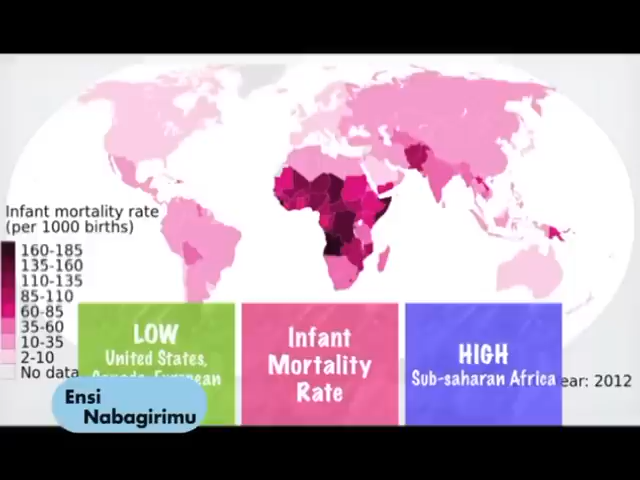 Infant mortality rate
(per 1000 births)
160-185
135-160
110-135
85-110
60-85
35-60
10-35
2-10
No data
LOW
United States,
Infant
Mortality
Rate
HIGH
Sub-saharan Africa
ear: 2012
Ensi
Nabagirimu